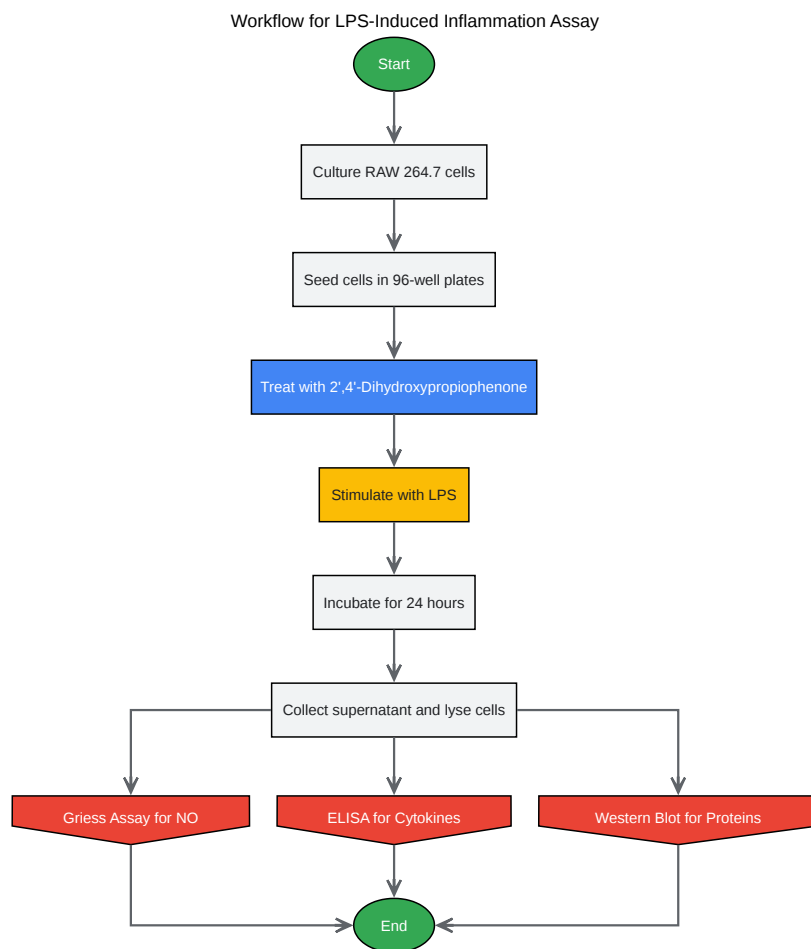 Workflow for LPS-Induced Inflammation Assay
Start
Culture RAW 264.7 cells
Seed cells in 96-well plates
Treat with 2',4'-Dihydroxypropiophenone
Stimulate with LPS
Incubate for 24 hours
Collect supernatant and lyse cells
Griess Assay for NO
ELISA for Cytokines
Western Blot for Proteins
End